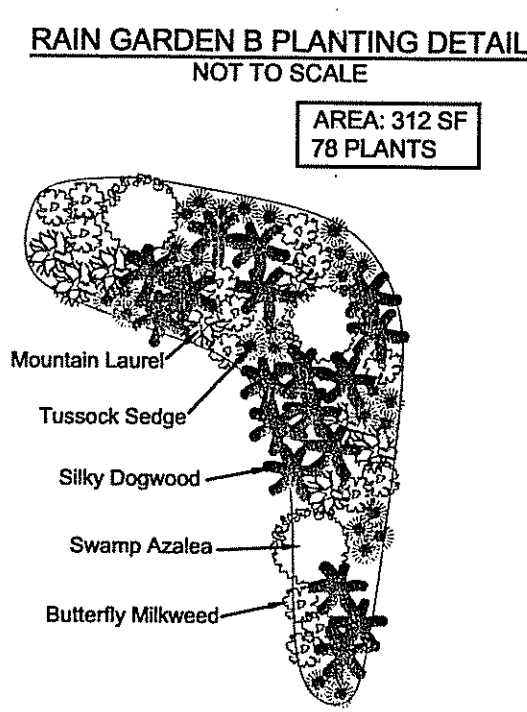 RAIN GARDEN B PLANTING DETAIL
NOT TO SCALE
AREA: 312 SF
78 PLANTS
Mountain Laurel
Tussock Sedge
Silky Dogwood
Swamp Azalea
Butterfly Milkweed